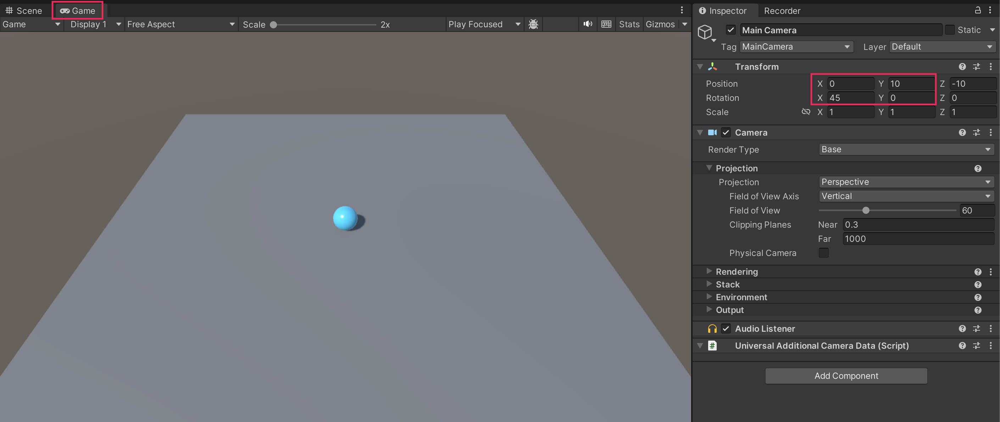 Scene Game
Game Display 1 Free Aspect Scale 2x Play Focused Stats Gizmos
Inspector Recorder
Main Camera Static
Tag MainCamera Layer Default
Transform
Position X 0 Y 10 Z -10
Rotation X 45 Y 0 Z 0
Scale X 1 Y 1 Z 1
Camera
Render Type Base
Projection
Projection Perspective
Field of View Axis Vertical
Field of View 60
Clipping Planes Near 0.3
Far 1000
Physical Camera
Rendering
Stack
Environment
Output
Audio Listener
# Universal Additional Camera Data (Script)
Add Component